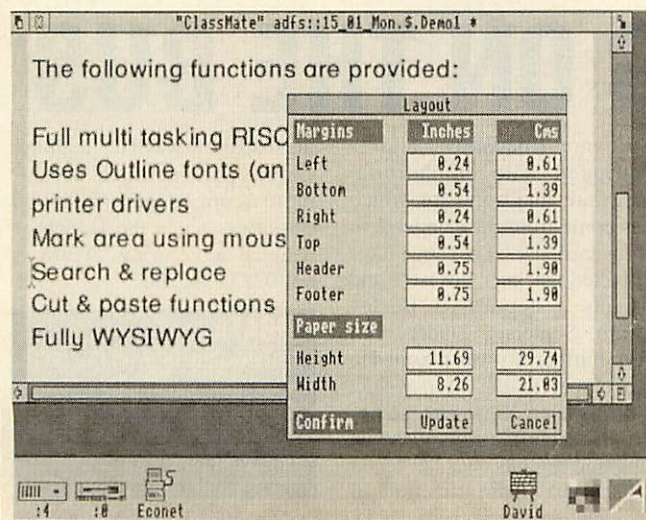 "ClassMate" adfs::15_01_Mon.$.Demo1 *
The following functions are provided:
Full multi tasking RISC
Uses Outline fonts (an
printer drivers
Mark area using mous
Search & replace
Cut & paste functions
Fully WYSIWYG
Layout
Margins Inches Cms
Left 0.24 0.61
Bottom 0.54 1.39
Right 0.24 0.61
Top 0.54 1.39
Header 0.75 1.90
Footer 0.75 1.90
Paper size
Height 11.69 29.74
Width 8.26 21.03
Confirm Update Cancel
:4 :0 Econet David